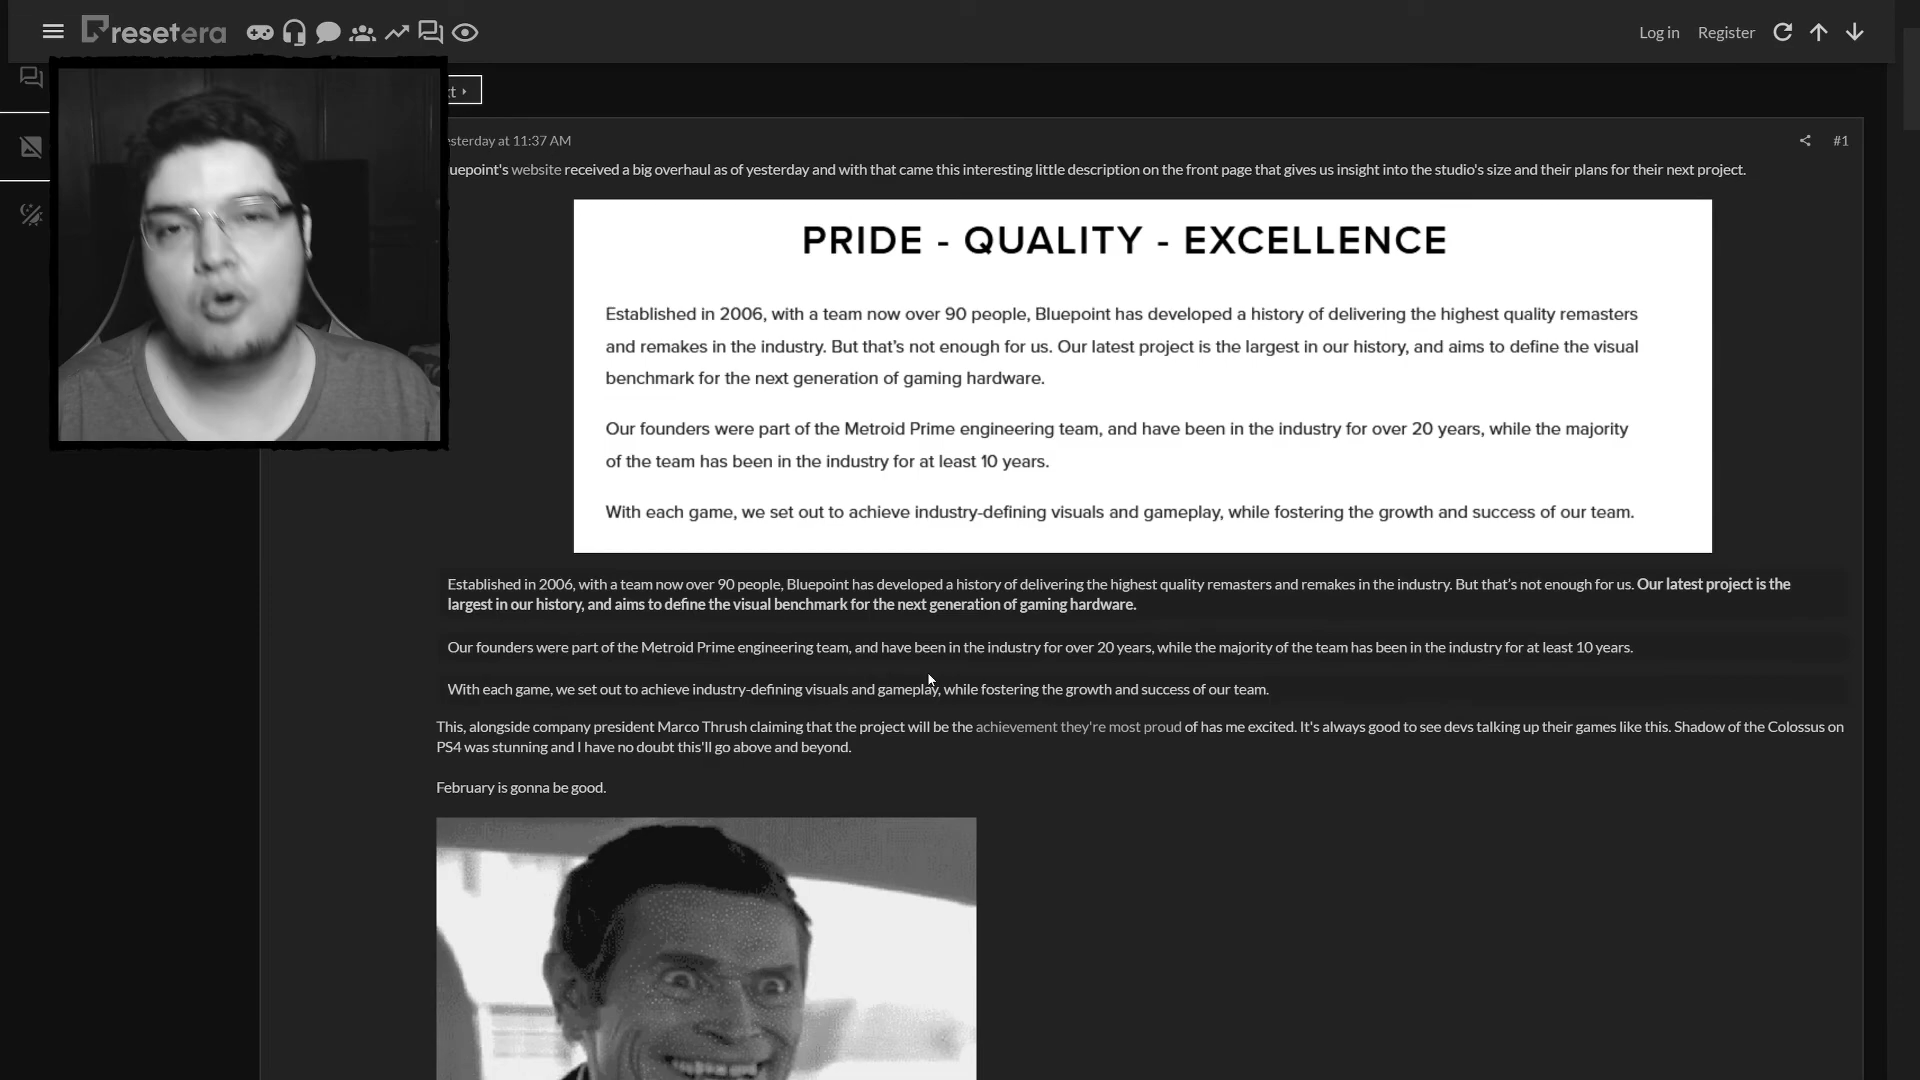 resetera
Log in Register
xt
esterday at 11:37 AM
#1
uepoint's website received a big overhaul as of yesterday and with that came this interesting little description on the front page that gives us insight into the studio's size and their plans for their next project.
PRIDE - QUALITY - EXCELLENCE
Established in 2006, with a team now over 90 people, Bluepoint has developed a history of delivering the highest quality remasters
and remakes in the industry. But that's not enough for us. Our latest project is the largest in our history, and aims to define the visual
benchmark for the next generation of gaming hardware.
Our founders were part of the Metroid Prime engineering team, and have been in the industry for over 20 years, while the majority
of the team has been in the industry for at least 10 years.
With each game, we set out to achieve industry-defining visuals and gameplay, while fostering the growth and success of our team.
Established in 2006, with a team now over 90 people, Bluepoint has developed a history of delivering the highest quality remasters and remakes in the industry. But that's not enough for us. Our latest project is the
largest in our history, and aims to define the visual benchmark for the next generation of gaming hardware.
Our founders were part of the Metroid Prime engineering team, and have been in the industry for over 20 years, while the majority of the team has been in the industry for at least 10 years.
With each game, we set out to achieve industry-defining visuals and gameplay, while fostering the growth and success of our team.
This, alongside company president Marco Thrush claiming that the project will be the achievement they're most proud of has me excited. It's always good to see devs talking up their games like this. Shadow of the Colossus on
PS4 was stunning and I have no doubt this'll go above and beyond.
February is gonna be good.